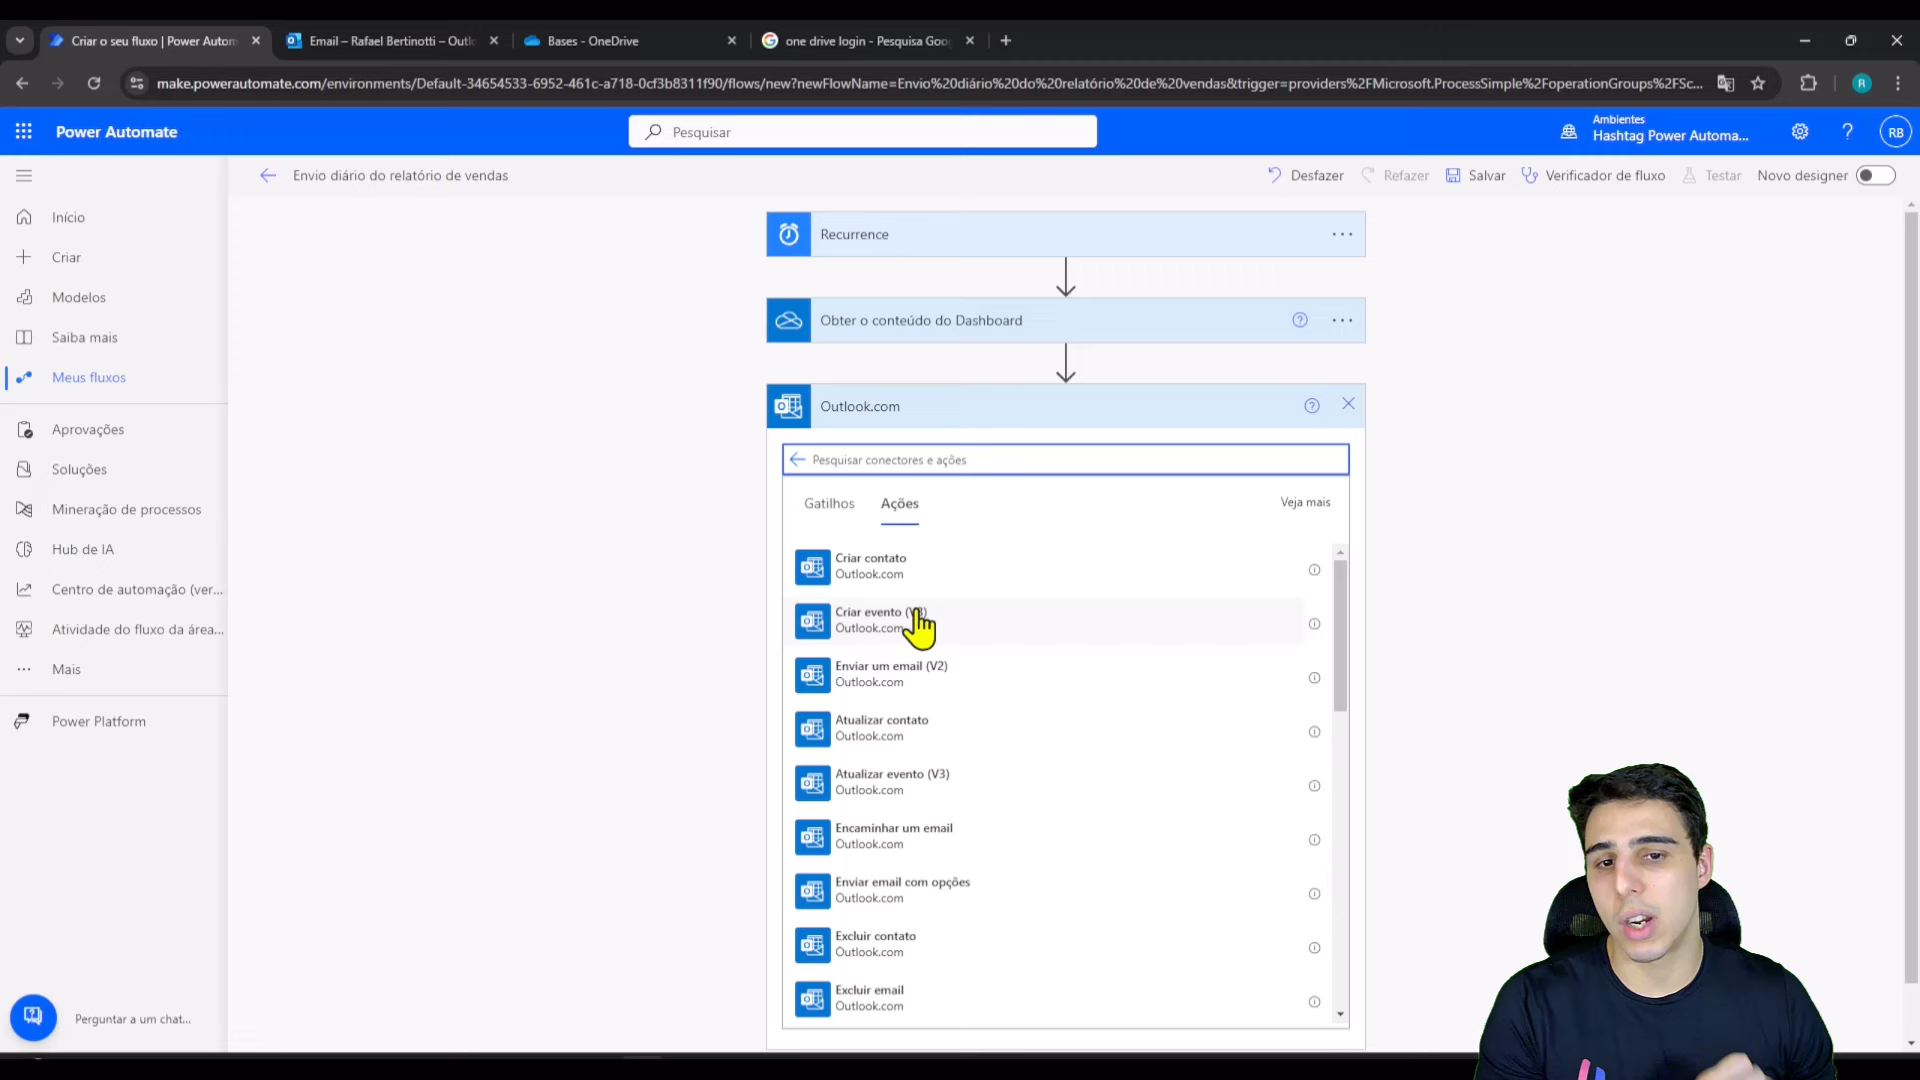 Criar o seu fluxo | Power Autom
Email – Rafael Bertinotti – Outlo
Bases - OneDrive
one drive login - Pesquisa Goo
make.powerautomate.com/environments/Default-34654533-6952-461c-a718-0cf3b8311f90/flows/new?newFlowName=Envio%20diário%20do%20relatório%20de%20vendas&trigger=providers%2FMicrosoft.ProcessSimple%2FoperationGroups%2FSc...
R
Power Automate
Pesquisar
Ambientes
Hashtag Power Automa...
?
RB
Envio diário do relatório de vendas
Desfazer
Refazer
Salvar
Verificador de fluxo
Testar
Novo designer
Início
Criar
Modelos
Saiba mais
Meus fluxos
Aprovações
Soluções
Mineração de processos
Hub de IA
Centro de automação (ver...
Atividade do fluxo da área...
Mais
Power Platform
Perguntar a um chat...
Recurrence
Obter o conteúdo do Dashboard
Outlook.com
Pesquisar conectores e ações
Gatilhos
Ações
Veja mais
Criar contato
Outlook.com
Criar evento (V3)
Outlook.com
Enviar um email (V2)
Outlook.com
Atualizar contato
Outlook.com
Atualizar evento (V3)
Outlook.com
Encaminhar um email
Outlook.com
Enviar email com opções
Outlook.com
Excluir contato
Outlook.com
Excluir email
Outlook.com